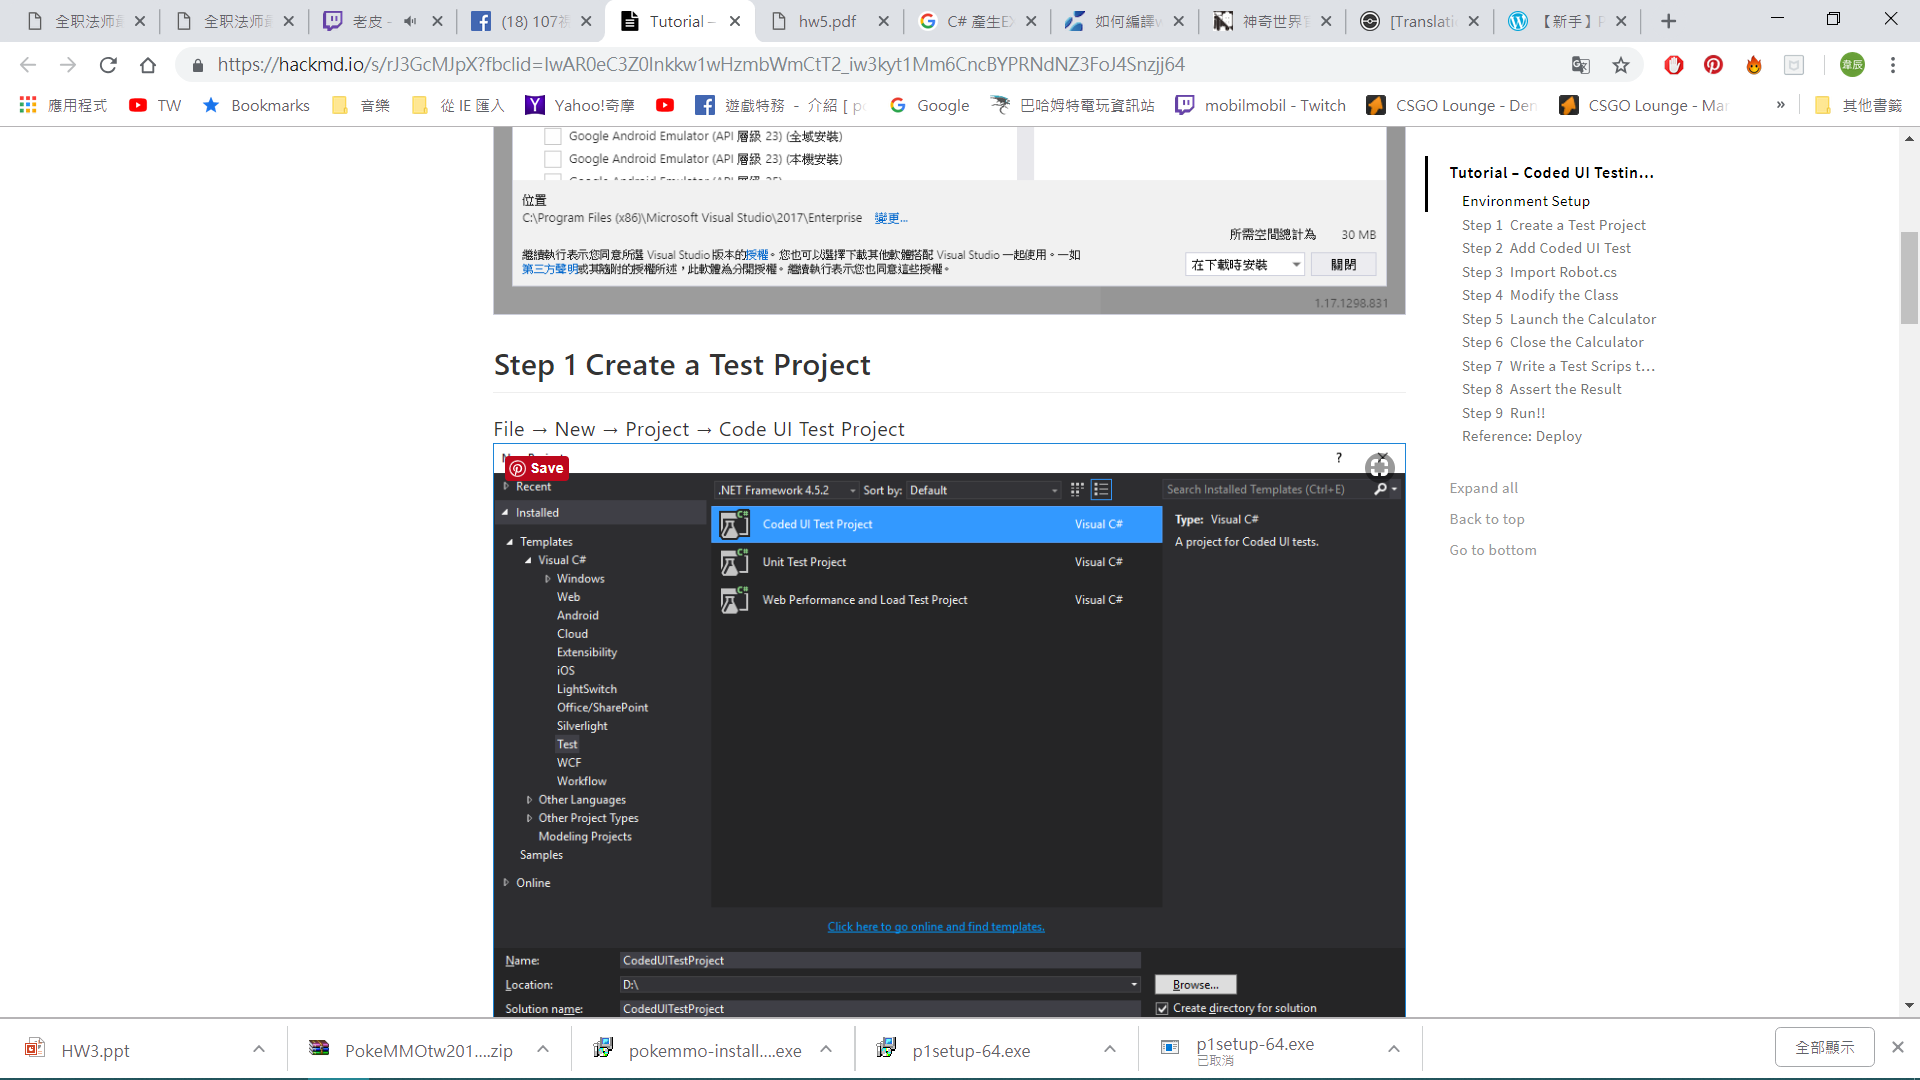 全职法师最
全职法师最
老皮 -
(18) 107視
Tutorial –
hw5.pdf
C# 產生EX
如何編譯w
神奇世界官
[Translatio
【新手】P
https://hackmd.io/s/rJ3GcMJpX?fbclid=IwAR0eC3Z0Inkkw1wHzmbWmCtT2_iw3kyt1Mm6CncBYPRNdNZ3FoJ4Snzjj64
韋辰
應用程式
TW
Bookmarks
音樂
從 IE 匯入
Yahoo!奇摩
遊戲特務 － 介紹 [ p
Google
巴哈姆特電玩資訊站
mobilmobil - Twitch
CSGO Lounge - Den
CSGO Lounge - Mar
»
其他書籤
Google Android Emulator (API 層級 23) (全域安裝)
Google Android Emulator (API 層級 23) (本機安裝)
位置
C:\Program Files (x86)\Microsoft Visual Studio\2017\Enterprise 變更...
所需空間總計為 30 MB
繼續執行表示您同意所選 Visual Studio 版本的授權。您也可以選擇下載其他軟體搭配 Visual Studio 一起使用。一如
第三方聲明或其隨附的授權所述，此軟體為分開授權。繼續執行表示您也同意這些授權。
在下載時安裝
關閉
1.17.1298.831
Step 1 Create a Test Project
File → New → Project → Code UI Test Project
Save
?
Recent
.NET Framework 4.5.2
Sort by: Default
Search Installed Templates (Ctrl+E)
Installed
Templates
Visual C#
Windows
Web
Android
Cloud
Extensibility
iOS
LightSwitch
Office/SharePoint
Silverlight
Test
WCF
Workflow
Other Languages
Other Project Types
Modeling Projects
Samples
Online
Coded UI Test Project Visual C#
Unit Test Project Visual C#
Web Performance and Load Test Project Visual C#
Type: Visual C#
A project for Coded UI tests.
Click here to go online and find templates.
Name: CodedUITestProject
Location: D:\
Browse...
Solution name: CodedUITestProject
Create directory for solution
Tutorial – Coded UI Testin…
Environment Setup
Step 1 Create a Test Project
Step 2 Add Coded UI Test
Step 3 Import Robot.cs
Step 4 Modify the Class
Step 5 Launch the Calculator
Step 6 Close the Calculator
Step 7 Write a Test Scrips t…
Step 8 Assert the Result
Step 9 Run!!
Reference: Deploy
Expand all
Back to top
Go to bottom
HW3.ppt
PokeMMOtw201....zip
pokemmo-install....exe
p1setup-64.exe
p1setup-64.exe
已取消
全部顯示